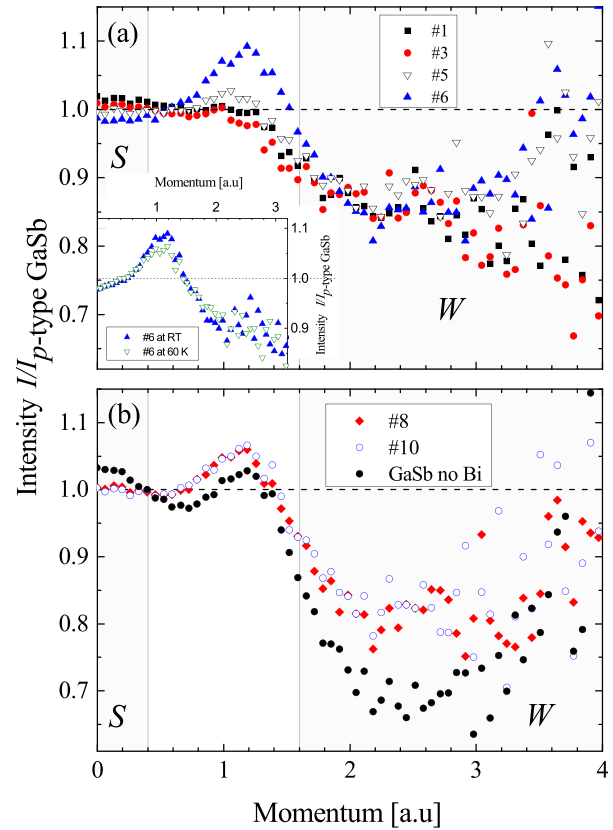 (a)
#1
#3
#5
#6
1.1
1.0
0.9
0.8
0.7
S
W
Momentum [a.u]
1 2 3
1.1
1.0
0.9
Intensity I/Ip-type GaSb
#6 at RT
#6 at 60 K
Intensity I/Ip-type GaSb
(b)
#8
#10
GaSb no Bi
1.1
1.0
0.9
0.8
0.7
S
W
0 1 2 3 4
Momentum [a.u]